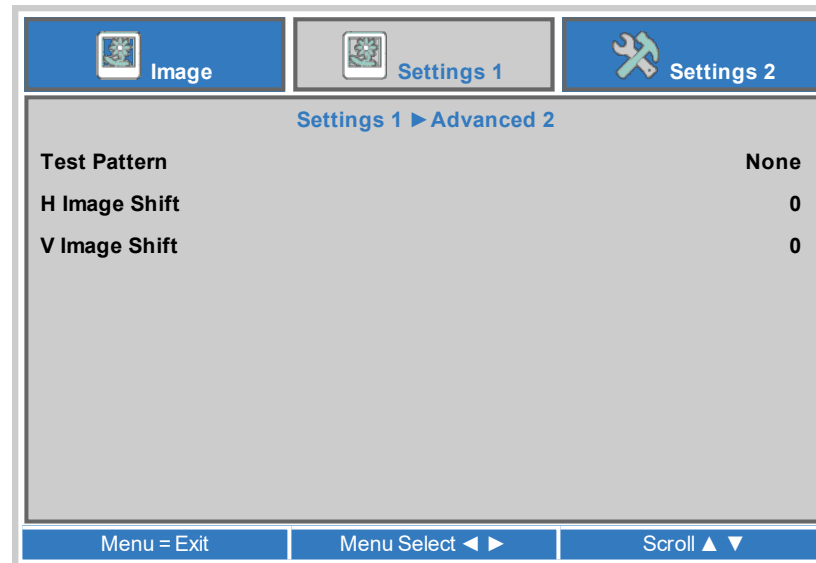 Image
Settings 1
Settings 2
Settings 1 ►Advanced 2
Test Pattern None
H Image Shift 0
V Image Shift 0
Menu = Exit
Menu Select ◄ ►
Scroll ▲ ▼